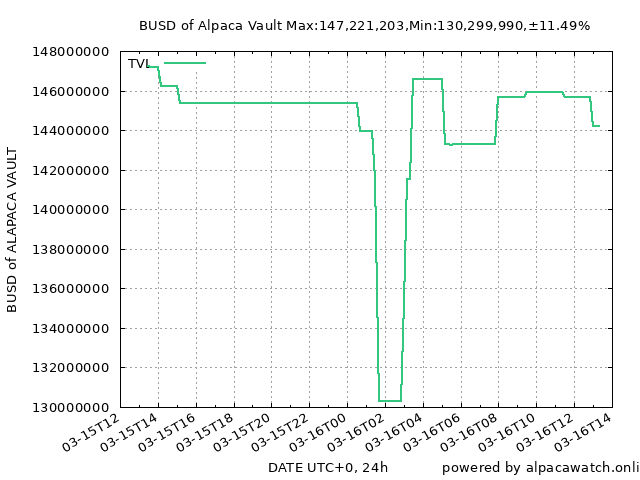 BUSD of Alpaca Vault Max:147,221,203,Min:130,299,990,±11.49%
148000000
146000000
144000000
142000000
140000000
138000000
136000000
134000000
132000000
130000000
TVL
BUSD of ALAPACA VAULT
03-15T12
03-15T14
03-15T16
03-15T18
03-15T20
03-15T22
03-16T00
03-16T02
03-16T04
03-16T06
03-16T08
03-16T10
03-16T12
03-16T14
DATE UTC+0, 24h
powered by alpacawatch.onli